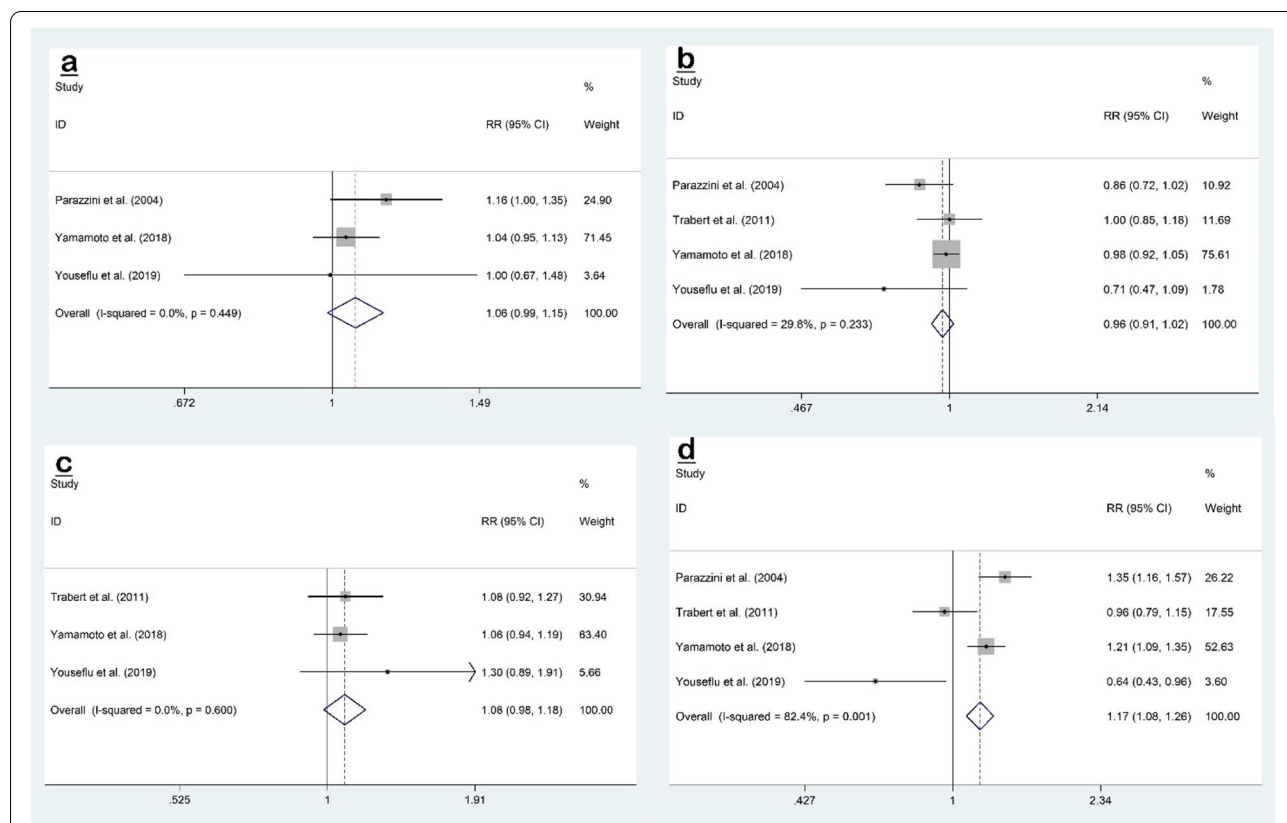 a
Study %
ID RR (95% CI) Weight
Parazzini et al. (2004) 1.16 (1.00, 1.35) 24.90
Yamamoto et al. (2018) 1.04 (0.95, 1.13) 71.45
Youseflu et al. (2019) 1.00 (0.67, 1.48) 3.64
Overall (I-squared = 0.0%, p = 0.449) 1.06 (0.99, 1.15) 100.00
.672 1 1.49
b
Study %
ID RR (95% CI) Weight
Parazzini et al. (2004) 0.86 (0.72, 1.02) 10.92
Trabert et al. (2011) 1.00 (0.85, 1.18) 11.69
Yamamoto et al. (2018) 0.98 (0.92, 1.05) 75.61
Youseflu et al. (2019) 0.71 (0.47, 1.09) 1.78
Overall (I-squared = 29.8%, p = 0.233) 0.96 (0.91, 1.02) 100.00
.467 1 2.14
c
Study %
ID RR (95% CI) Weight
Trabert et al. (2011) 1.08 (0.92, 1.27) 30.94
Yamamoto et al. (2018) 1.06 (0.94, 1.19) 63.40
Youseflu et al. (2019) 1.30 (0.89, 1.91) 5.66
Overall (I-squared = 0.0%, p = 0.600) 1.08 (0.98, 1.18) 100.00
.525 1 1.91
d
Study %
ID RR (95% CI) Weight
Parazzini et al. (2004) 1.35 (1.16, 1.57) 26.22
Trabert et al. (2011) 0.96 (0.79, 1.15) 17.55
Yamamoto et al. (2018) 1.21 (1.09, 1.35) 52.63
Youseflu et al. (2019) 0.64 (0.43, 0.96) 3.60
Overall (I-squared = 82.4%, p = 0.001) 1.17 (1.08, 1.26) 100.00
.427 1 2.34